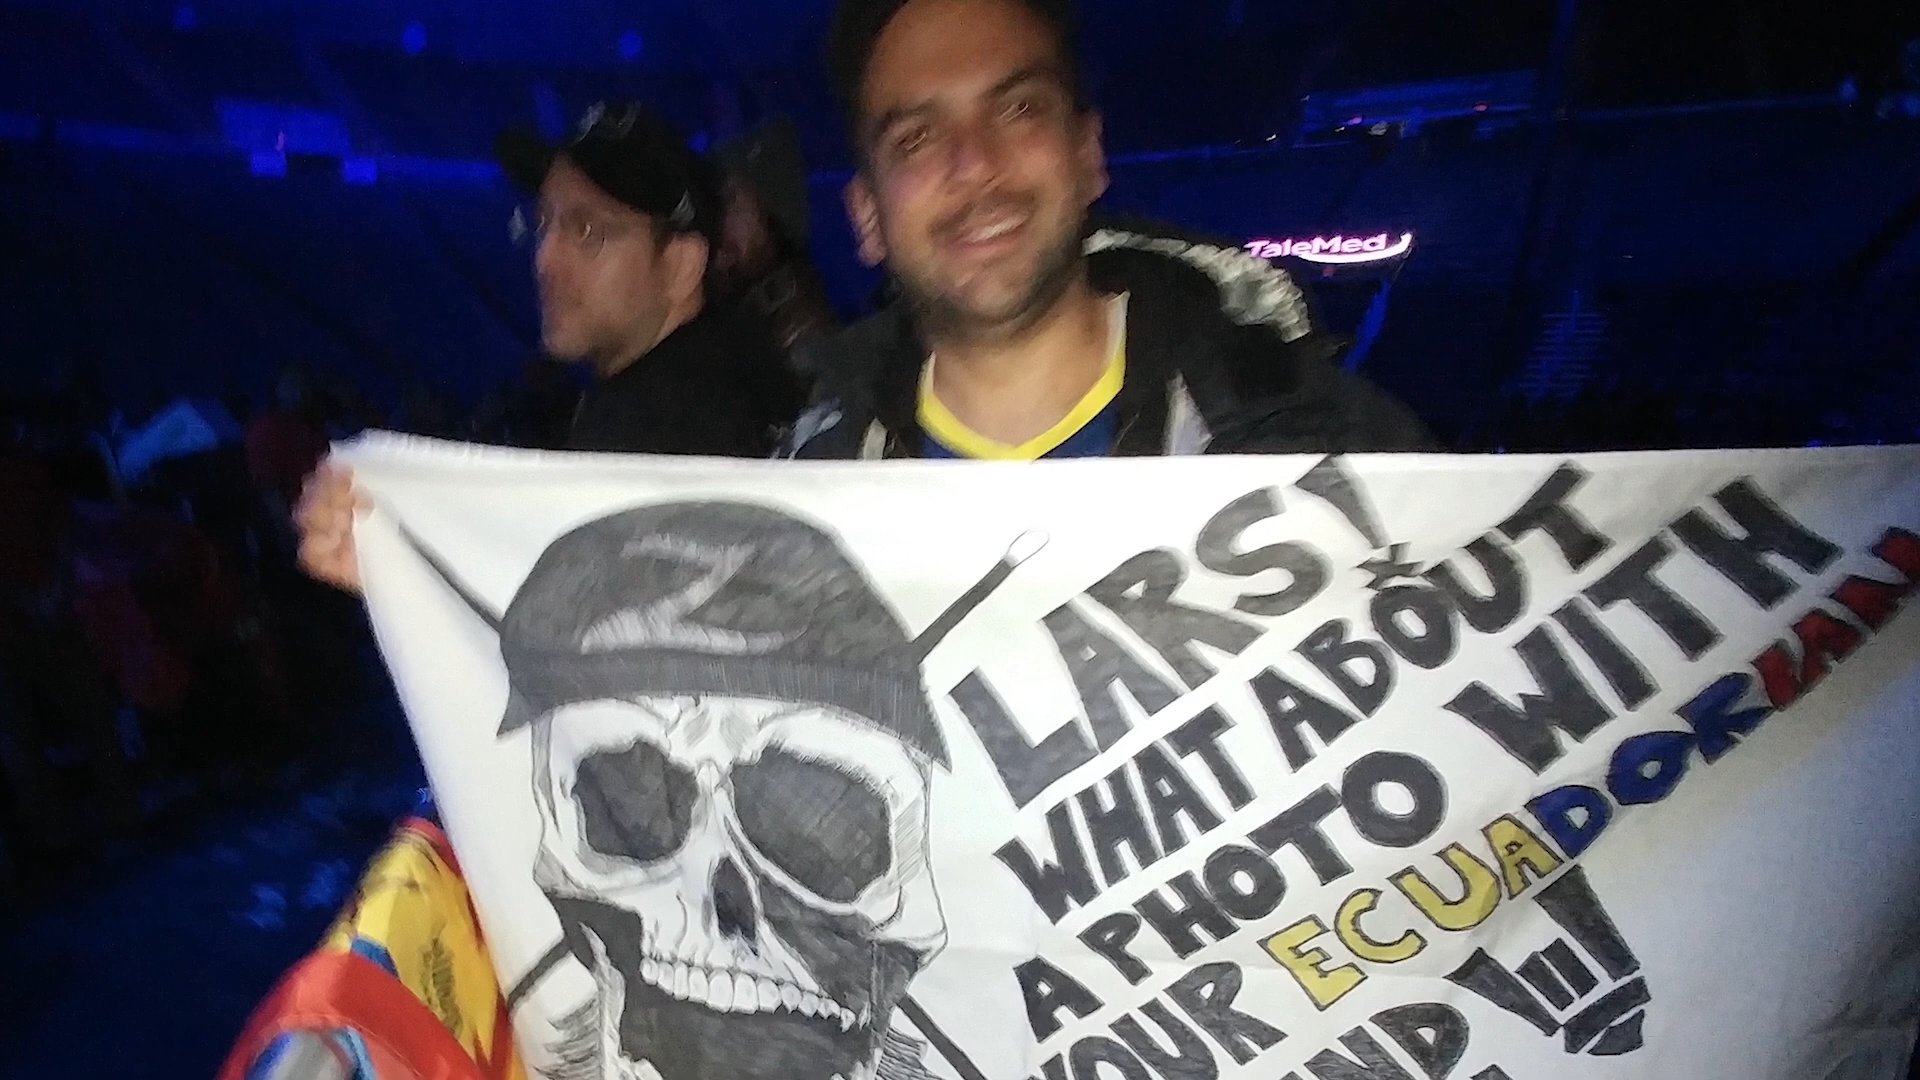 TaleMed
Z
LARS!
WHAT ABOUT
A PHOTO WITH
YOUR ECUADORIAN